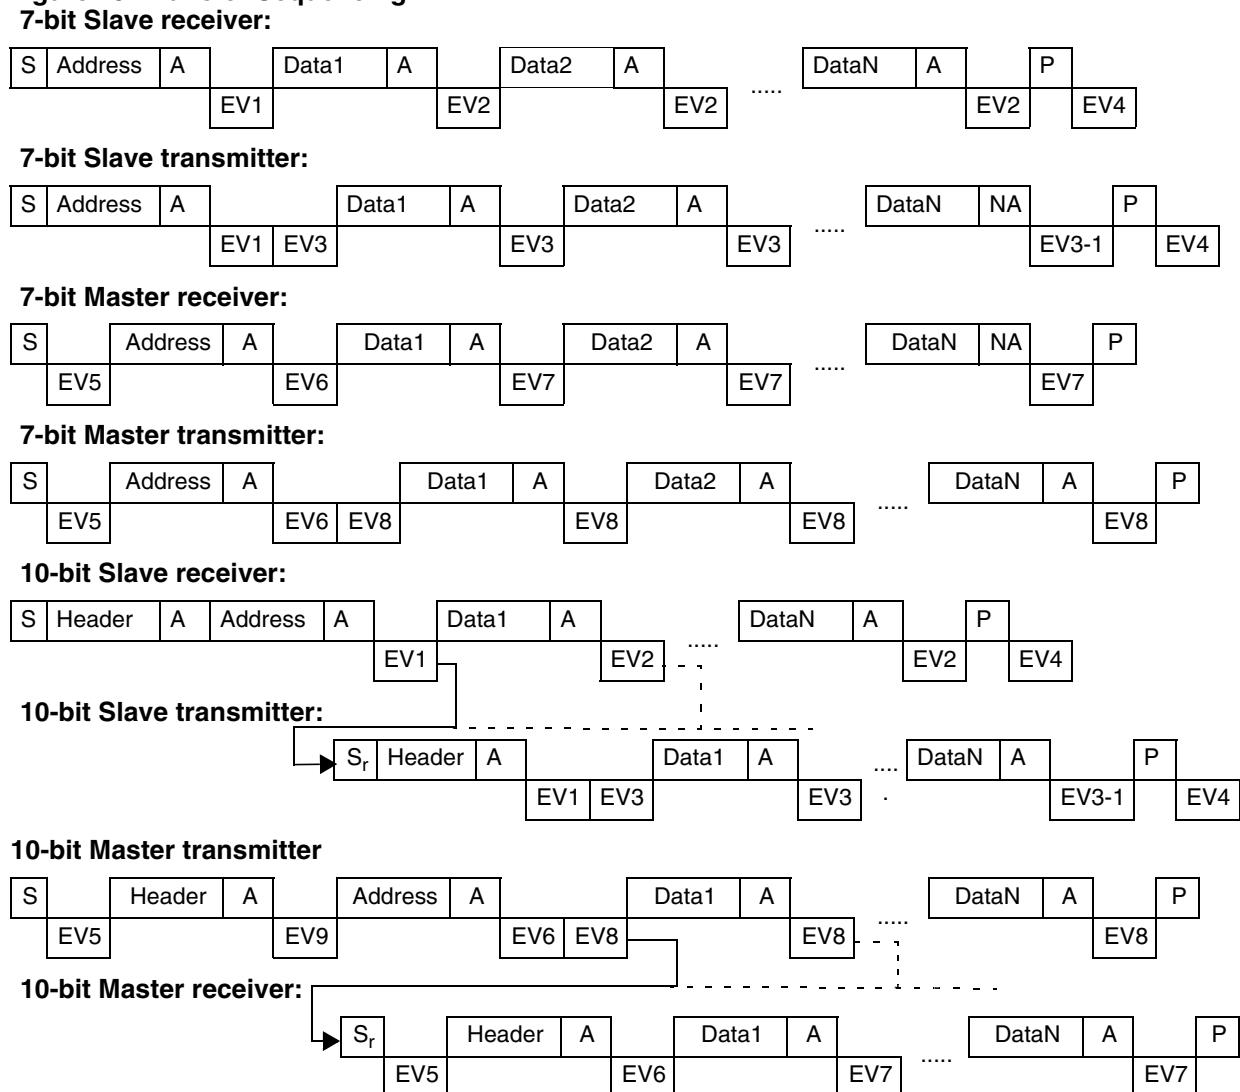 7-bit Slave receiver:
S Address A Data1 A Data2 A ..... DataN A P
EV1 EV2 EV2 EV2 EV4
7-bit Slave transmitter:
S Address A Data1 A Data2 A ..... DataN NA P
EV1 EV3 EV3 EV3 EV3-1 EV4
7-bit Master receiver:
S Address A Data1 A Data2 A ..... DataN NA P
EV5 EV6 EV7 EV7 EV7
7-bit Master transmitter:
S Address A Data1 A Data2 A ..... DataN A P
EV5 EV6 EV8 EV8 EV8 EV8
10-bit Slave receiver:
S Header A Address A Data1 A ..... DataN A P
EV1 EV2 EV2 EV4
10-bit Slave transmitter:
Sr Header A Data1 A .... DataN A P
EV1 EV3 EV3 . EV3-1 EV4
10-bit Master transmitter
S Header A Address A Data1 A ..... DataN A P
EV5 EV9 EV6 EV8 EV8 EV8
10-bit Master receiver:
Sr Header A Data1 A ..... DataN A P
EV5 EV6 EV7 EV7